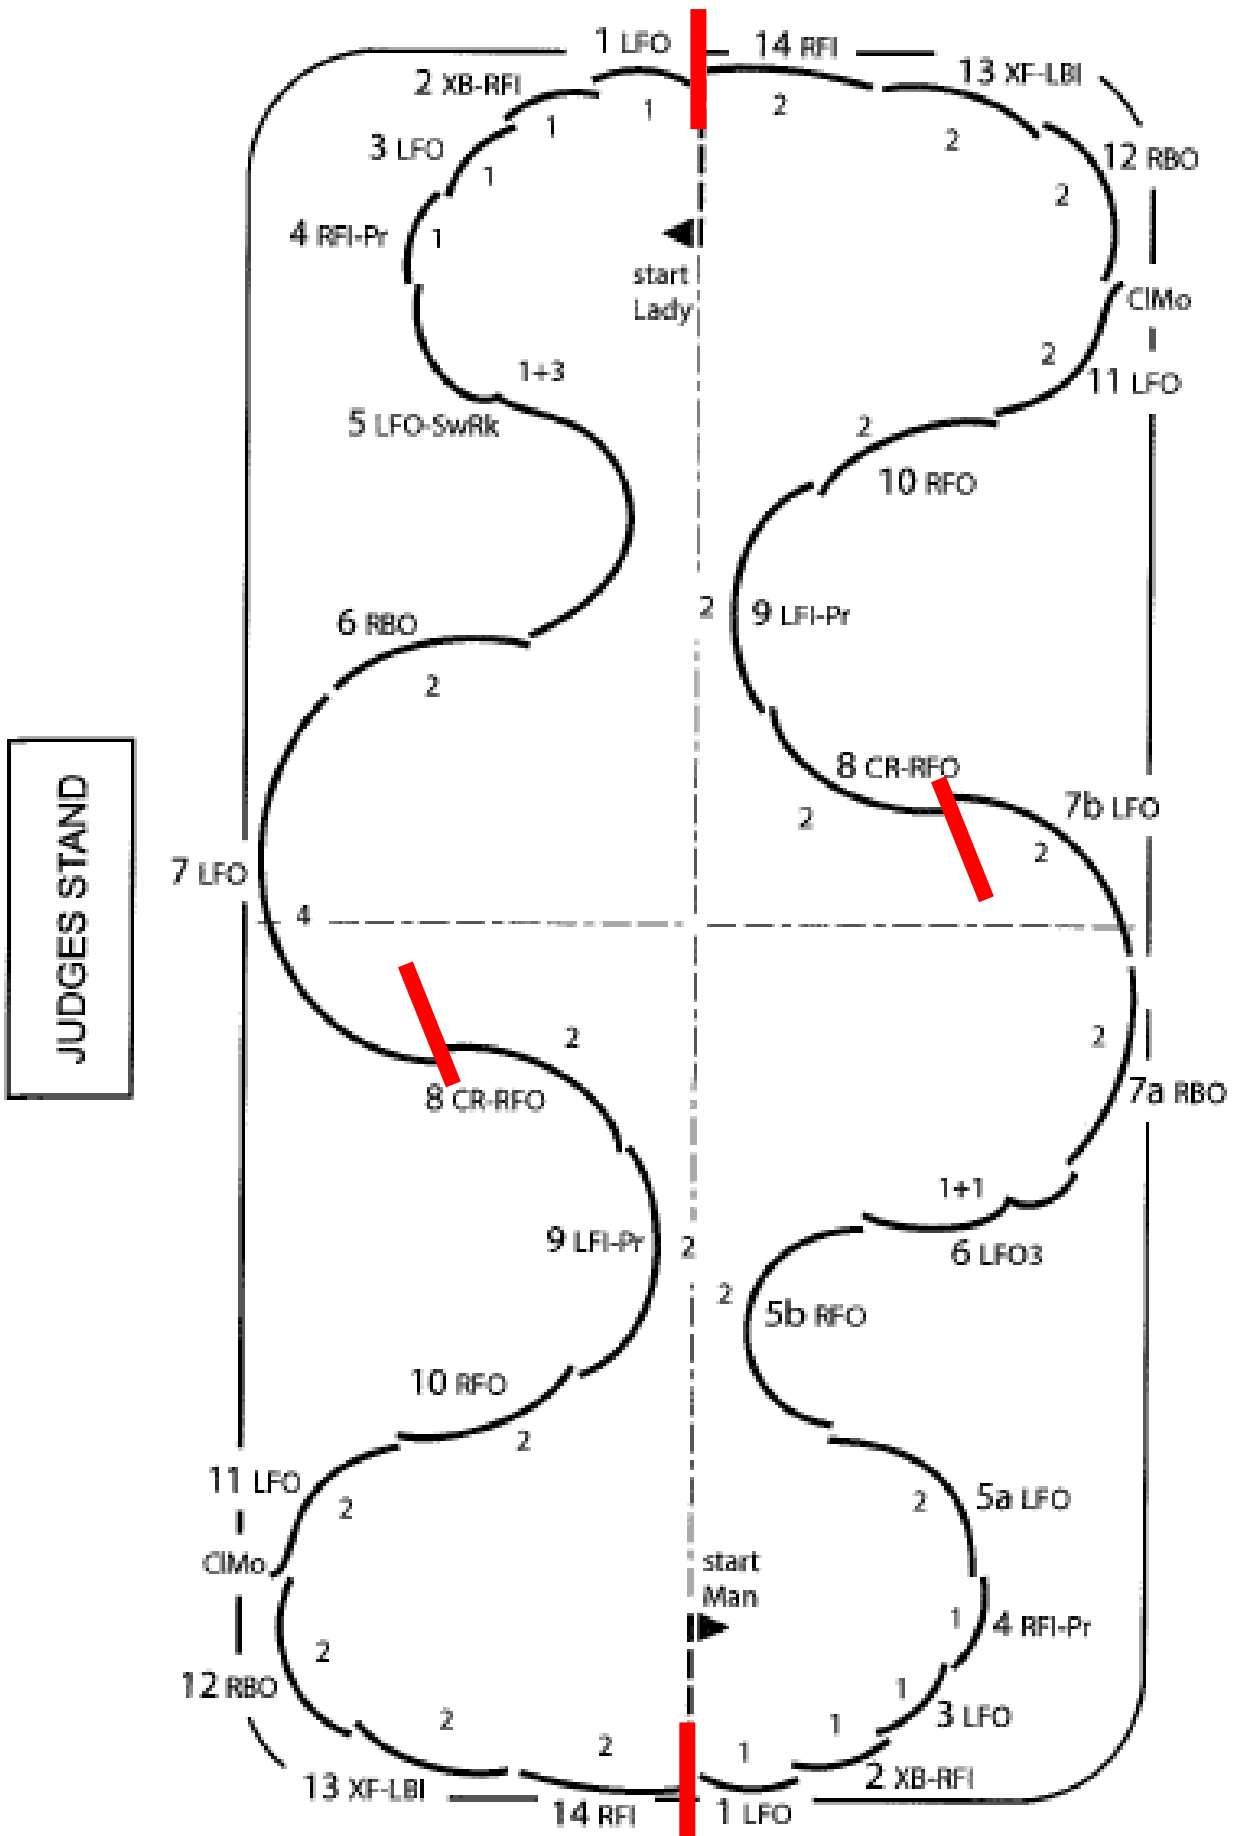 1 LFO
14 RFI
2 XB-RFI
13 XF-LBI
1
2
1
2
3 LFO
12 RBO
1
2
4 RFI-Pr
1
start
Lady
ClMo
2
1+3
11 LFO
5 LFO-SwRk
2
10 RFO
6 RBO
2
9 LFI-Pr
2
8 CR-RFO
7b LFO
2
2
JUDGES STAND
7 LFO
4
2
2
8 CR-RFO
7a RBO
1+1
9 LFI-Pr
2
6 LFO3
2
5b RFO
10 RFO
2
11 LFO
2
2
5a LFO
ClMo
start
Man
1
4 RFI-Pr
2
12 RBO
1
3 LFO
2
1
2
1
2 XB-RFI
13 XF-LBI
14 RFI
1 LFO